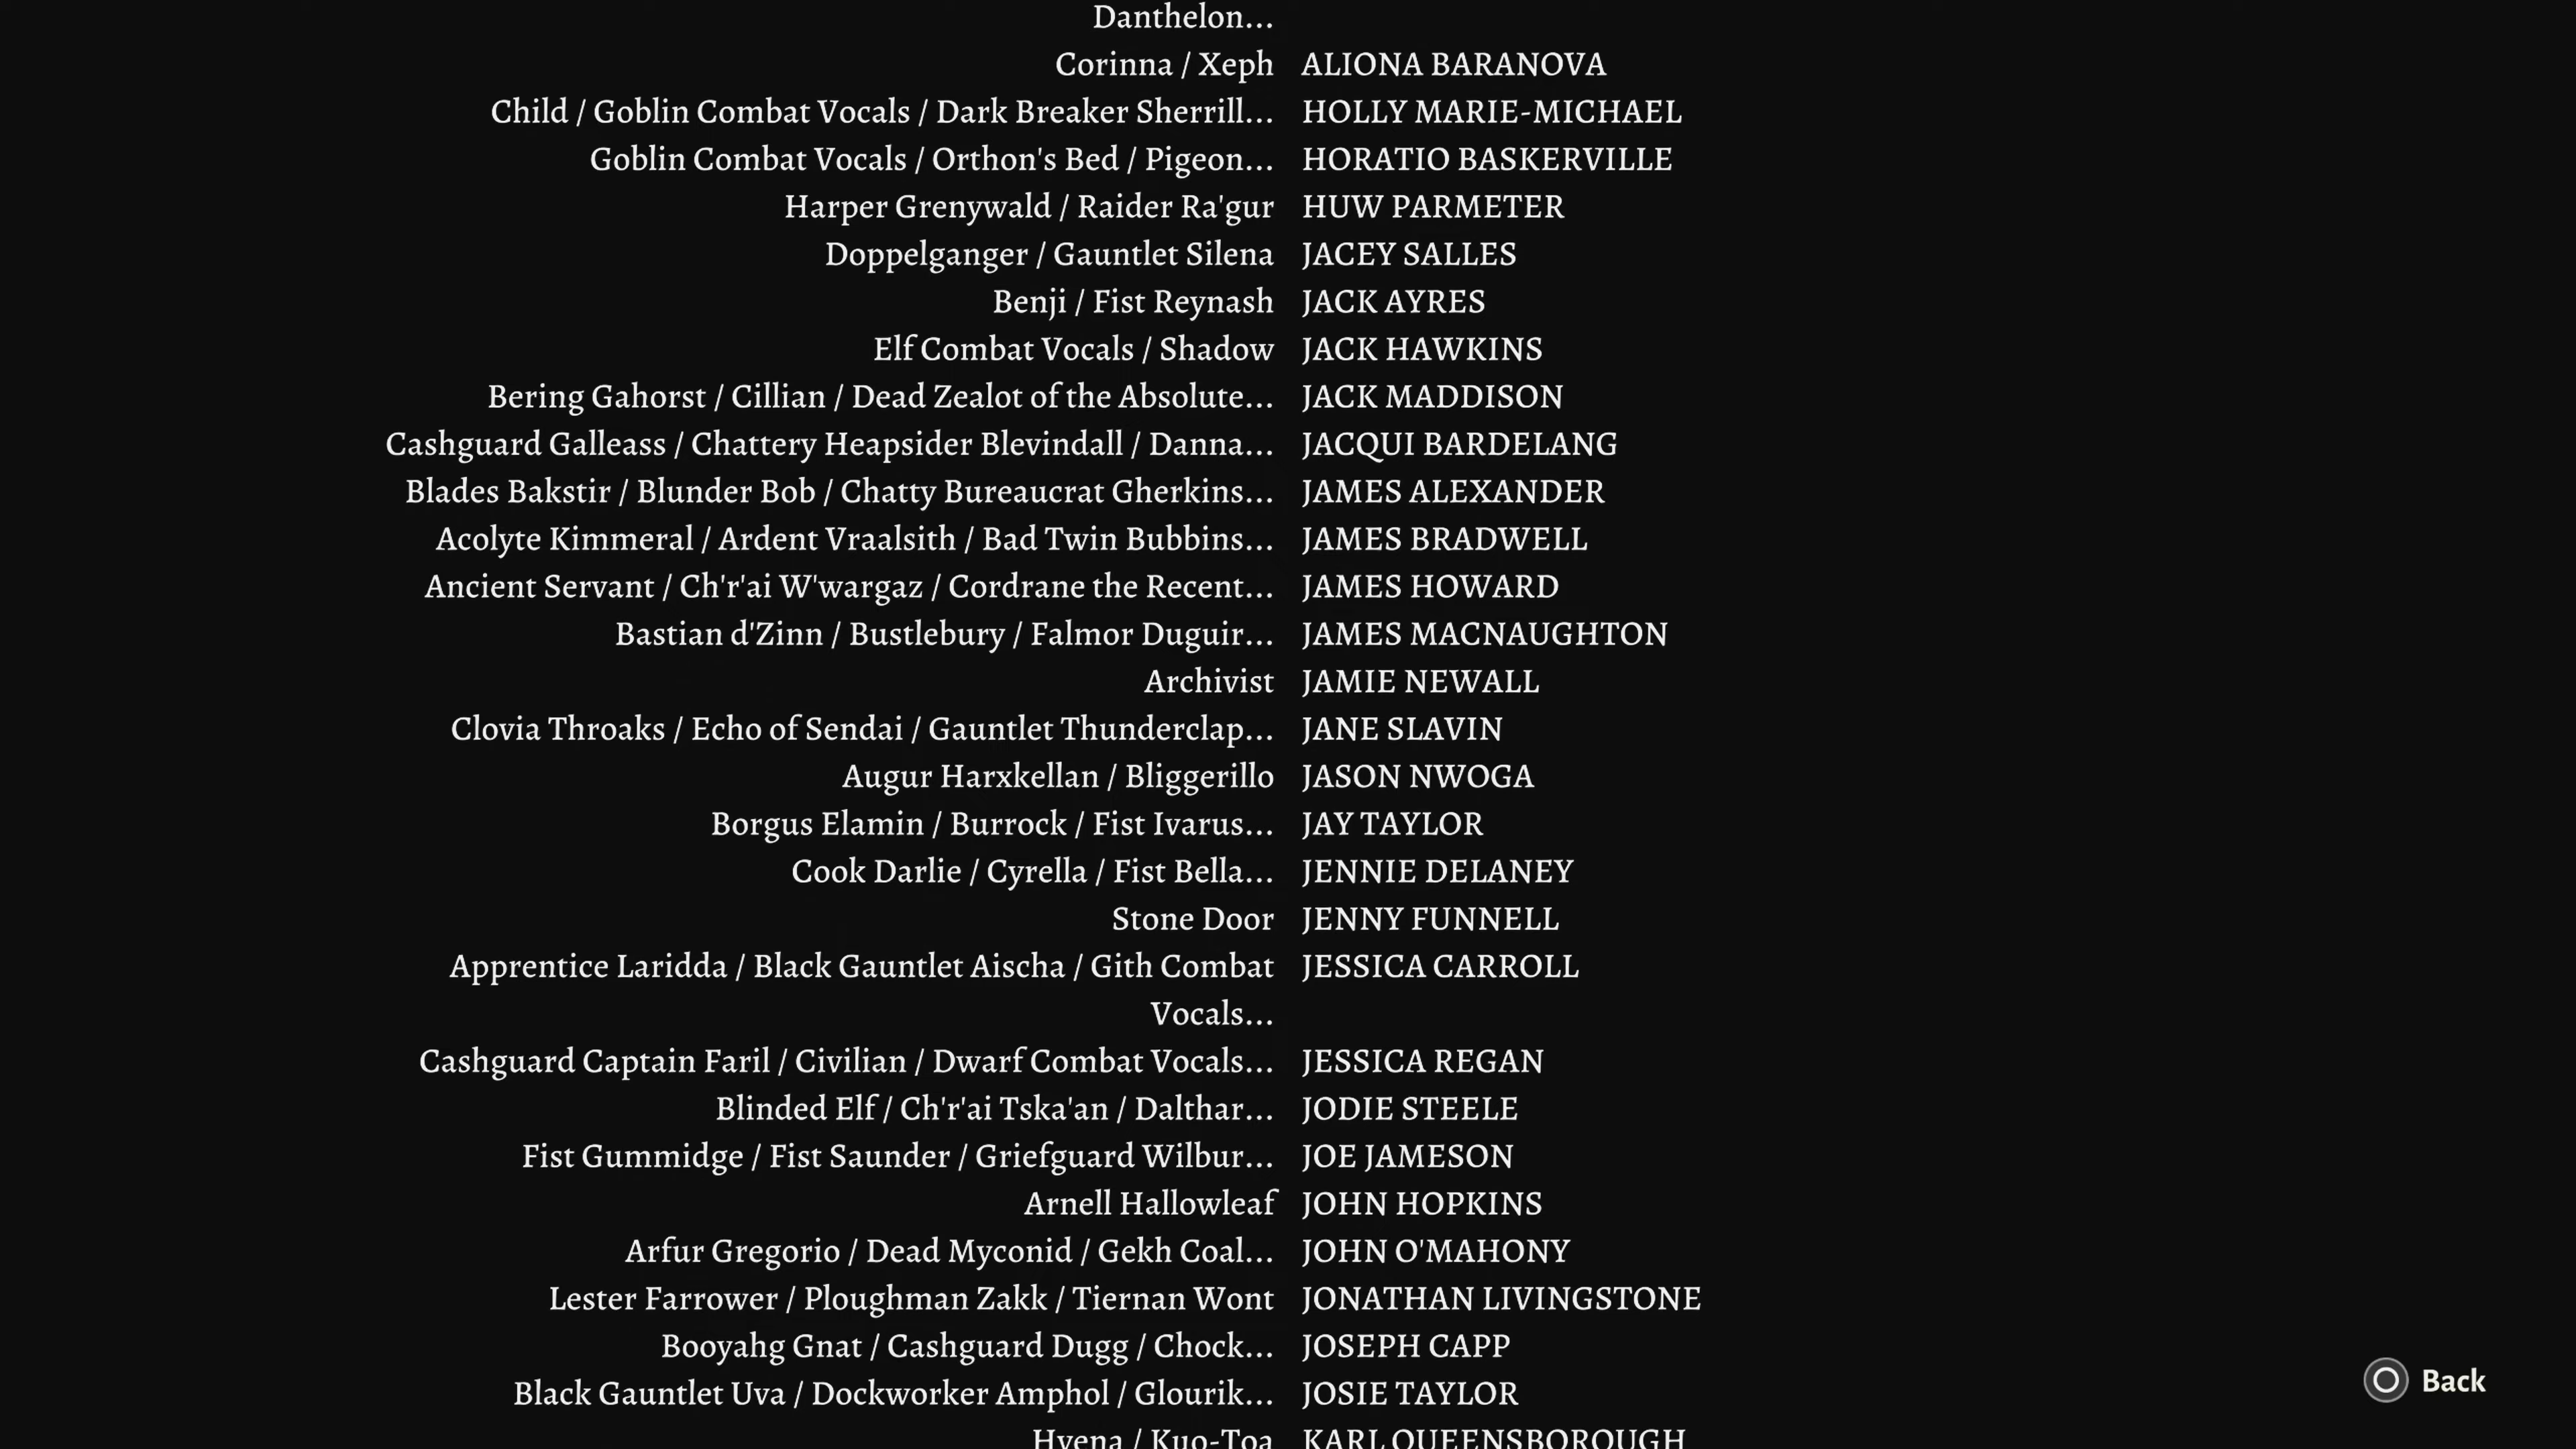 Danthelon...
Corinna / Xeph ALIONA BARANOVA
Child / Goblin Combat Vocals / Dark Breaker Sherrill... HOLLY MARIE-MICHAEL
Goblin Combat Vocals / Orthon's Bed / Pigeon... HORATIO BASKERVILLE
Harper Grenywald / Raider Ra'gur HUW PARMETER
Doppelganger / Gauntlet Silena JACEY SALLES
Benji / Fist Reynash JACK AYRES
Elf Combat Vocals / Shadow JACK HAWKINS
Bering Gahorst / Cillian / Dead Zealot of the Absolute... JACK MADDISON
Cashguard Galleass / Chattery Heapsider Blevindall / Danna... JACQUI BARDELANG
Blades Bakstir / Blunder Bob / Chatty Bureaucrat Gherkins... JAMES ALEXANDER
Acolyte Kimmeral / Ardent Vraalsith / Bad Twin Bubbins... JAMES BRADWELL
Ancient Servant / Ch'r'ai W'wargaz / Cordrane the Recent... JAMES HOWARD
Bastian d'Zinn / Bustlebury / Falmor Duguir... JAMES MACNAUGHTON
Archivist JAMIE NEWALL
Clovia Throaks / Echo of Sendai / Gauntlet Thunderclap... JANE SLAVIN
Augur Harxkellan / Bliggerillo JASON NWOGA
Borgus Elamin / Burrock / Fist Ivarus... JAY TAYLOR
Cook Darlie / Cyrella / Fist Bella... JENNIE DELANEY
Stone Door JENNY FUNNELL
Apprentice Laridda / Black Gauntlet Aischa / Gith Combat JESSICA CARROLL
Vocals...
Cashguard Captain Faril / Civilian / Dwarf Combat Vocals... JESSICA REGAN
Blinded Elf / Ch'r'ai Tska'an / Dalthar... JODIE STEELE
Fist Gummidge / Fist Saunder / Griefguard Wilbur... JOE JAMESON
Arnell Hallowleaf JOHN HOPKINS
Arfur Gregorio / Dead Myconid / Gekh Coal... JOHN O'MAHONY
Lester Farrower / Ploughman Zakk / Tiernan Wont JONATHAN LIVINGSTONE
Booyahg Gnat / Cashguard Dugg / Chock... JOSEPH CAPP
Black Gauntlet Uva / Dockworker Amphol / Glourik... JOSIE TAYLOR
Hyena / Kuo-Toa KARL QUEENSBOROUGH
Back